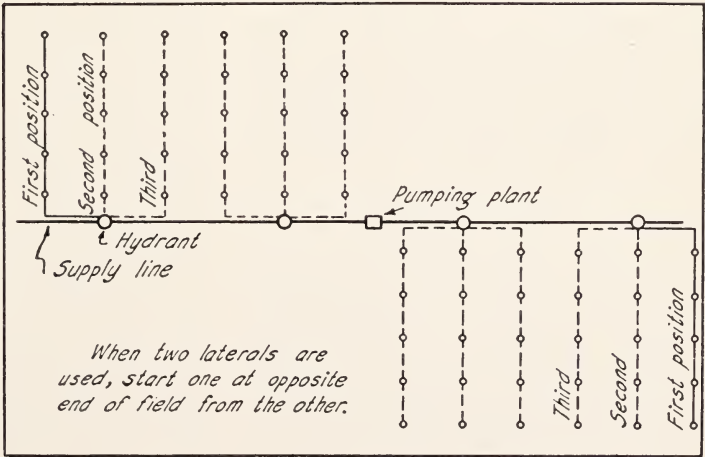 First position
Second position
Third
Pumping plant
Hydrant
Supply line
When two laterals are
used, start one at opposite
end of field from the other.
Third
Second
First position